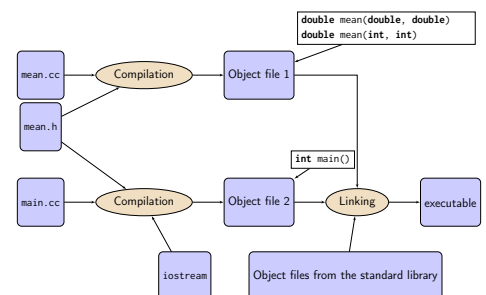 double mean(double, double)
double mean(int, int)
mean.cc
Compilation
Object file 1
mean.h
int main()
main.cc
Compilation
Object file 2
Linking
executable
iostream
Object files from the standard library